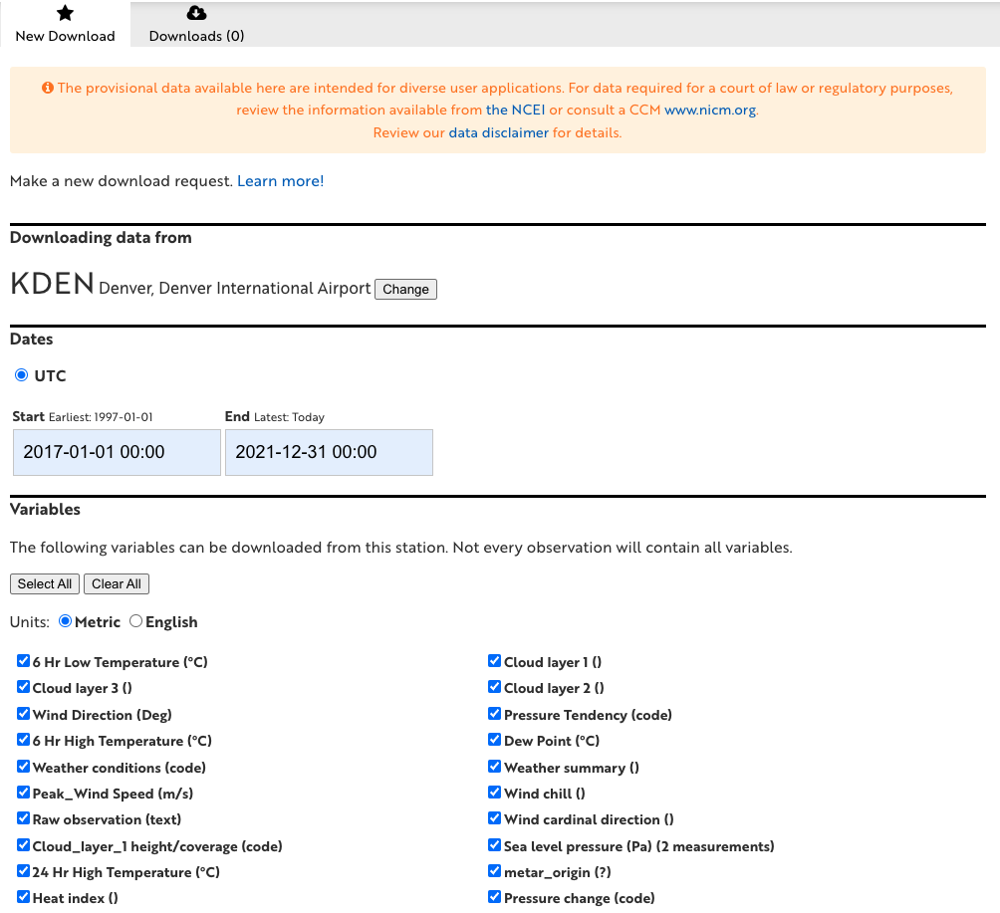 New Download
Downloads (0)
The provisional data available here are intended for diverse user applications. For data required for a court of law or regulatory purposes,
review the information available from the NCEI or consult a CCM www.nicm.org.
Review our data disclaimer for details.
Make a new download request. Learn more!
Downloading data from
KDEN Denver, Denver International Airport Change
Dates
UTC
Start Earliest: 1997-01-01
End Latest: Today
2017-01-01 00:00
2021-12-31 00:00
Variables
The following variables can be downloaded from this station. Not every observation will contain all variables.
Select All Clear All
Units: Metric English
6 Hr Low Temperature (°C)
Cloud layer 1 ()
Cloud layer 3 ()
Cloud layer 2 ()
Wind Direction (Deg)
Pressure Tendency (code)
6 Hr High Temperature (°C)
Dew Point (°C)
Weather conditions (code)
Weather summary ()
Peak_Wind Speed (m/s)
Wind chill ()
Raw observation (text)
Wind cardinal direction ()
Cloud_layer_1 height/coverage (code)
Sea level pressure (Pa) (2 measurements)
24 Hr High Temperature (°C)
metar_origin (?)
Heat index ()
Pressure change (code)